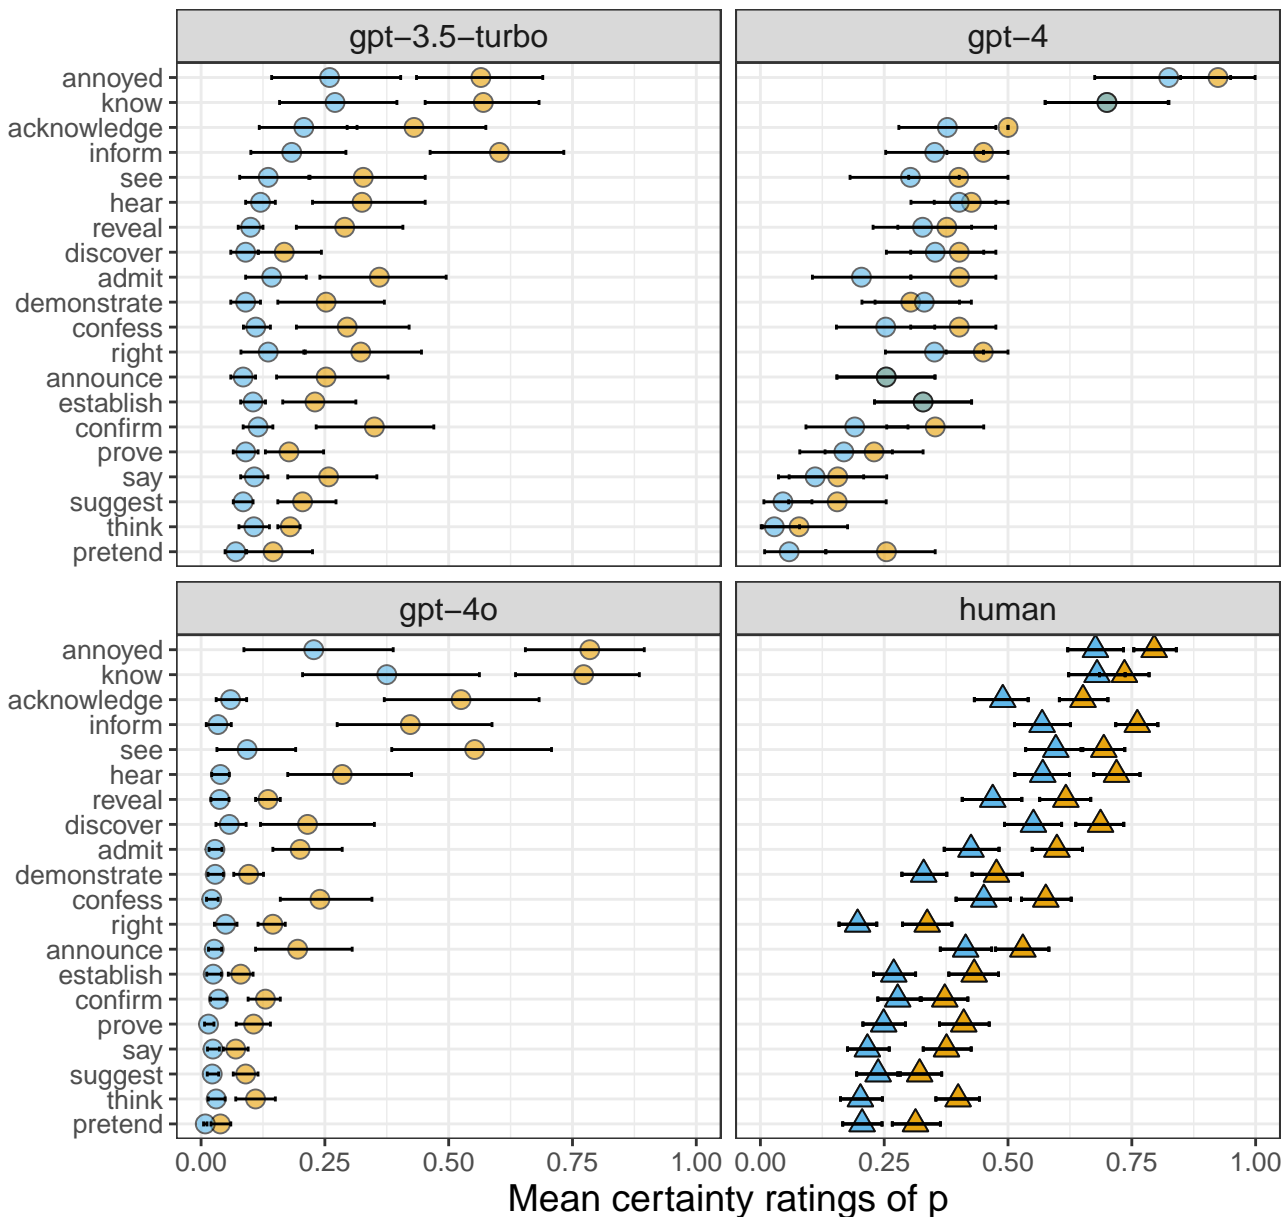 gpt−3.5−turbo
gpt−4
annoyed
know
acknowledge
inform
see
hear
reveal
discover
admit
demonstrate
confess
right
announce
establish
confirm
prove
say
suggest
think
pretend
gpt−4o
human
annoyed
know
acknowledge
inform
see
hear
reveal
discover
admit
demonstrate
confess
right
announce
establish
confirm
prove
say
suggest
think
pretend
0.00 0.25 0.50 0.75 1.00 0.00 0.25 0.50 0.75 1.00
Mean certainty ratings of p